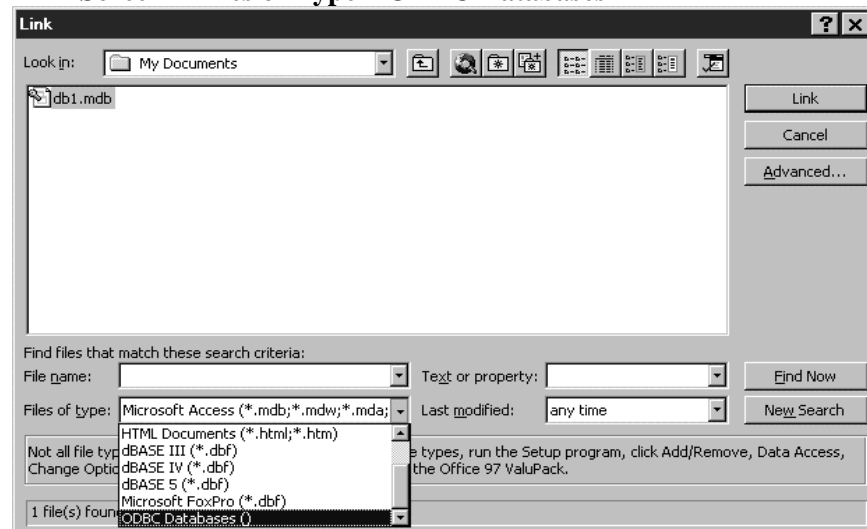 Link
Look in: My Documents
db1.mdb
Link
Cancel
Advanced...
Find files that match these search criteria:
File name: Text or property: Find Now
Files of type: Microsoft Access (*.mdb;*.mdw;*.mda; Last modified: any time New Search
HTML Documents (*.html;*.htm)
dBASE III (*.dbf)
dBASE IV (*.dbf)
dBASE 5 (*.dbf)
Microsoft FoxPro (*.dbf)
ODBC Databases ()
Not all file typ e types, run the Setup program, click Add/Remove, Data Access,
Change Optic the Office 97 ValuPack.
1 file(s) foun